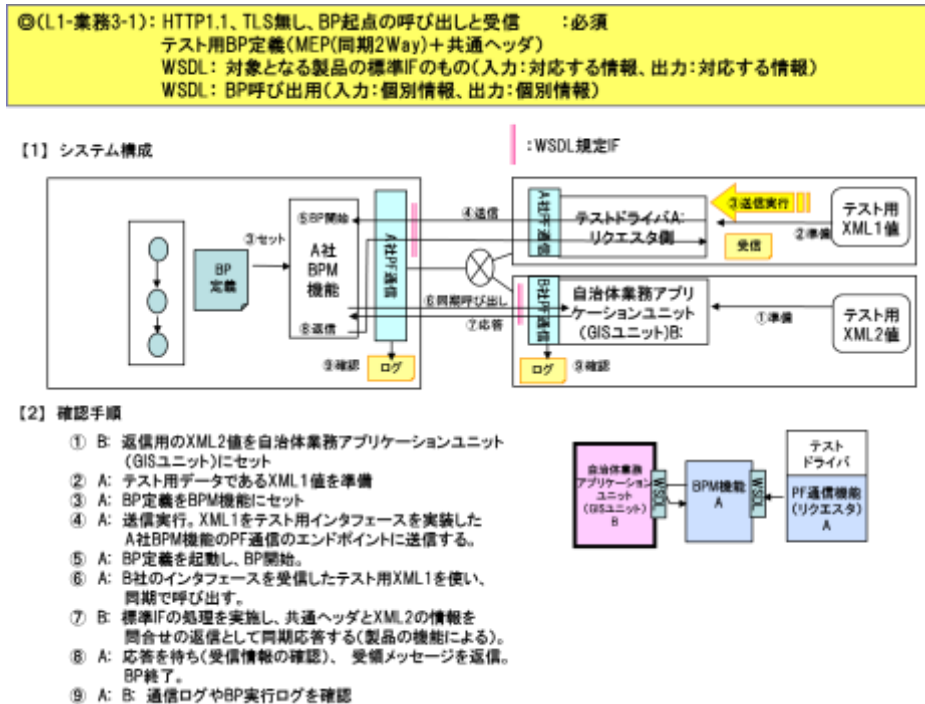 ◎(L1-業務3-1): HTTP1.1、TLS無し、BP起点の呼び出しと受信 :必須
テスト用BP定義(MEP(同期2Way)+共通ヘッダ)
WSDL: 対象となる製品の標準IFのもの(入力:対応する情報、出力:対応する情報)
WSDL: BP呼び出用(入力:個別情報、出力:個別情報)
【1】システム構成
:WSDL規定IF
BP
定義
③セット
⑤BP開始
A社
BPM
機能
⑧返信
A社PF通信
⑨確認
ログ
④送信
⑥同期呼び出し
⑦応答
A社PF通信
テストドライバA:
リクエスタ側
③送信実行
受信
②準備
テスト用
XML1値
B社PF通信
自治体業務アプリ
ケーションユニット
(GISユニット)B:
①準備
テスト用
XML2値
ログ
⑨確認
【2】確認手順
① B: 返信用のXML2値を自治体業務アプリケーションユニット
(GISユニット)にセット
② A: テスト用データであるXML1値を準備
③ A: BP定義をBPM機能にセット
④ A: 送信実行。XML1をテスト用インタフェースを実装した
A社BPM機能のPF通信のエンドポイントに送信する。
⑤ A: BP定義を起動し、BP開始。
⑥ A: B社のインタフェースを受信したテスト用XML1を使い、
同期で呼び出す。
⑦ B: 標準IFの処理を実施し、共通ヘッダとXML2の情報を
問合せの返信として同期応答する(製品の機能による)。
⑧ A: 応答を待ち(受信情報の確認)、 受領メッセージを返信。
BP終了。
⑨ A: B: 通信ログやBP実行ログを確認
自治体業務
アプリケーション
ユニット
(GISユニット)
B
WSDL
BPM機能
A
WSDL
テスト
ドライバ
PF通信機能
(リクエスタ)
A